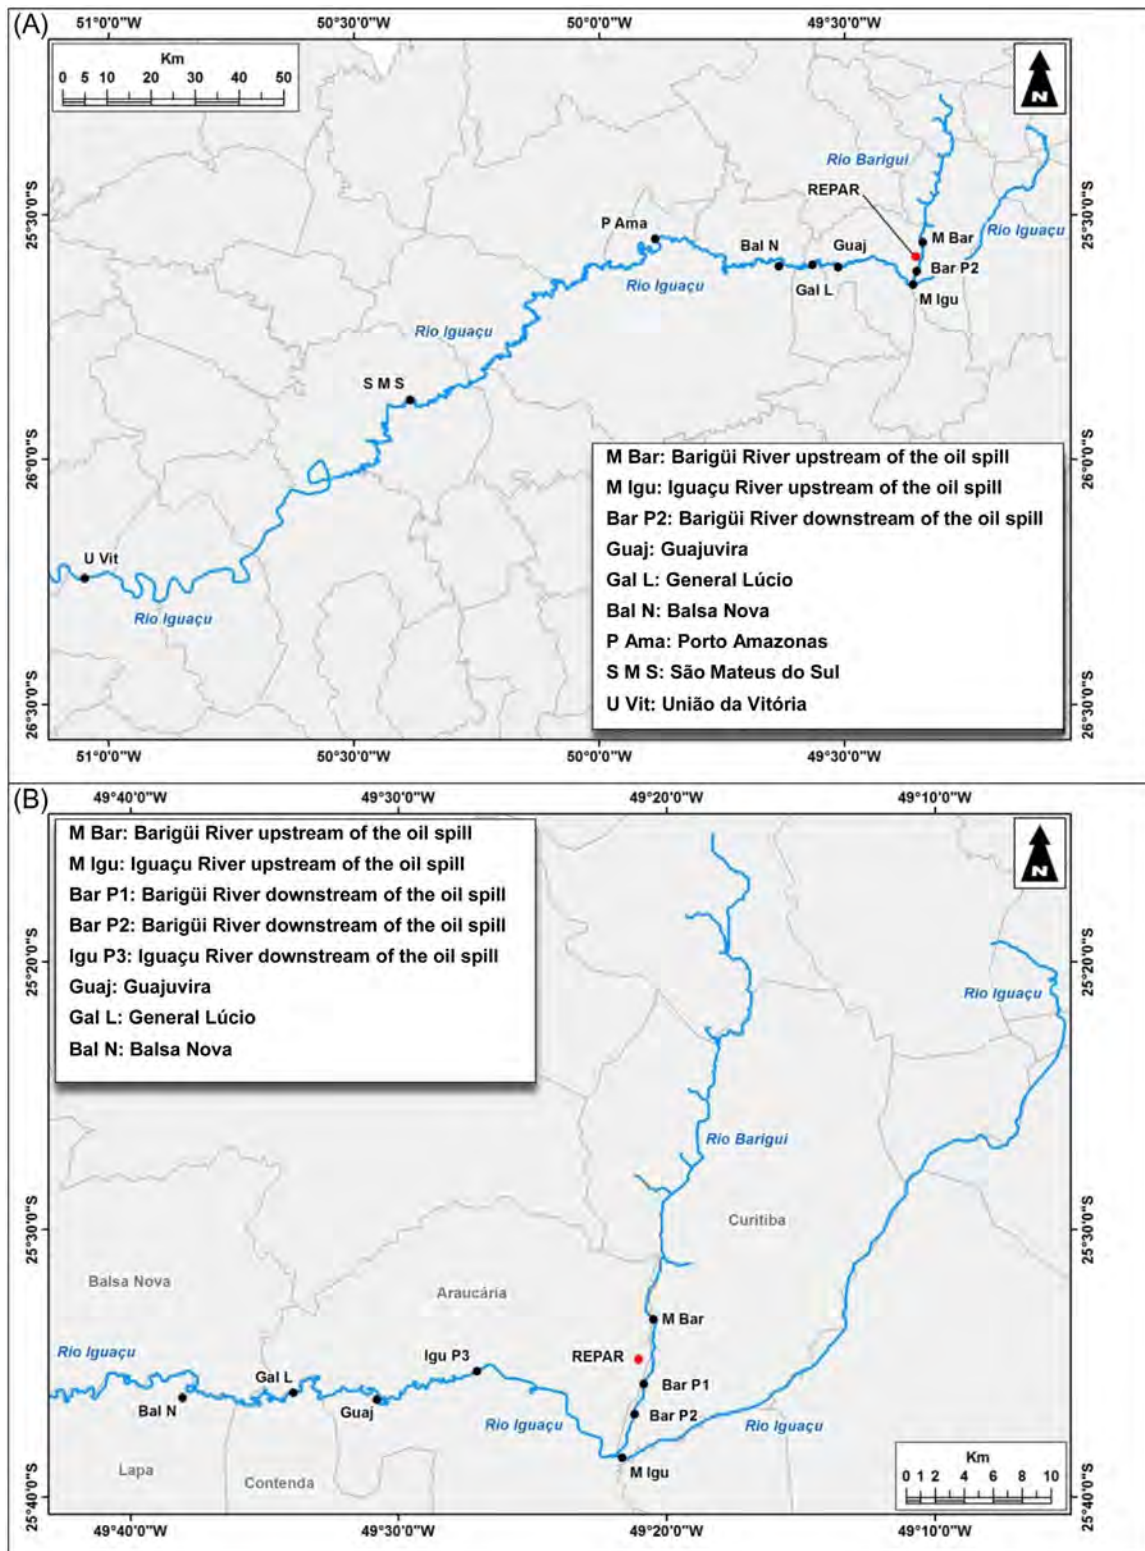 (A)
51°0'0"W
50°30'0"W
50°0'0"W
49°30'0"W
Km
0 5 10 20 30 40 50
N
Rio Barigui
REPAR
25°30'0"S
25°30'0"S
P Ama
Bal N
Guaj
M Bar
Rio Iguaçu
Bar P2
Rio Iguaçu
Gal L
M Igu
Rio Iguaçu
S M S
26°0'0"S
26°0'0"S
M Bar: Barigüi River upstream of the oil spill
M Igu: Iguaçu River upstream of the oil spill
Bar P2: Barigüi River downstream of the oil spill
Guaj: Guajuvira
Gal L: General Lúcio
Bal N: Balsa Nova
P Ama: Porto Amazonas
S M S: São Mateus do Sul
U Vit: União da Vitória
U Vit
Rio Iguaçu
26°30'0"S
26°30'0"S
51°0'0"W
50°30'0"W
50°0'0"W
49°30'0"W
(B)
49°40'0"W
49°30'0"W
49°20'0"W
49°10'0"W
M Bar: Barigüi River upstream of the oil spill
M Igu: Iguaçu River upstream of the oil spill
Bar P1: Barigüi River downstream of the oil spill
Bar P2: Barigüi River downstream of the oil spill
Igu P3: Iguaçu River downstream of the oil spill
Guaj: Guajuvira
Gal L: General Lúcio
Bal N: Balsa Nova
N
25°20'0"S
25°20'0"S
Rio Iguaçu
Rio Barigui
25°30'0"S
25°30'0"S
Curitiba
Balsa Nova
Araucária
M Bar
Rio Iguaçu
Igu P3
REPAR
Gal L
Bar P1
Bal N
Guaj
Bar P2
Rio Iguaçu
Rio Iguaçu
M Igu
Lapa
Contenda
Km
0 1 2 4 6 8 10
25°40'0"S
25°40'0"S
49°40'0"W
49°30'0"W
49°20'0"W
49°10'0"W